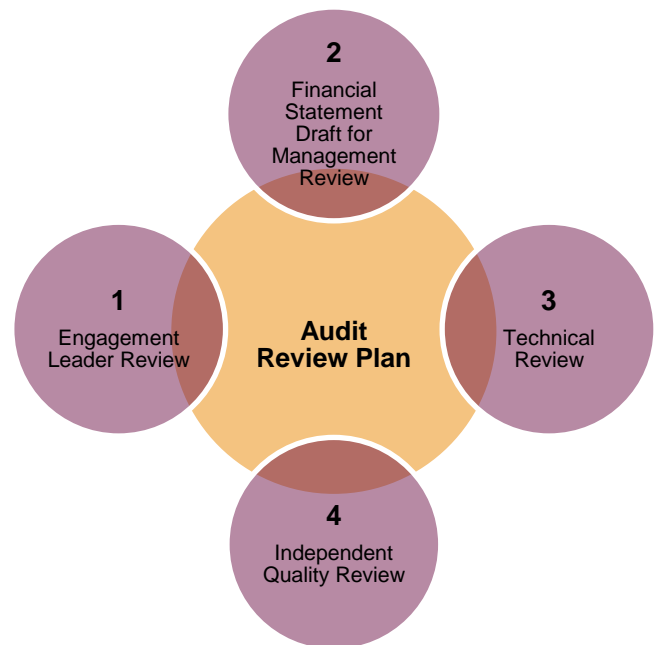 2
Financial
Statement
Draft for
Management
Review
1
Engagement
Leader Review
Audit
Review Plan
3
Technical
Review
4
Independent
Quality Review